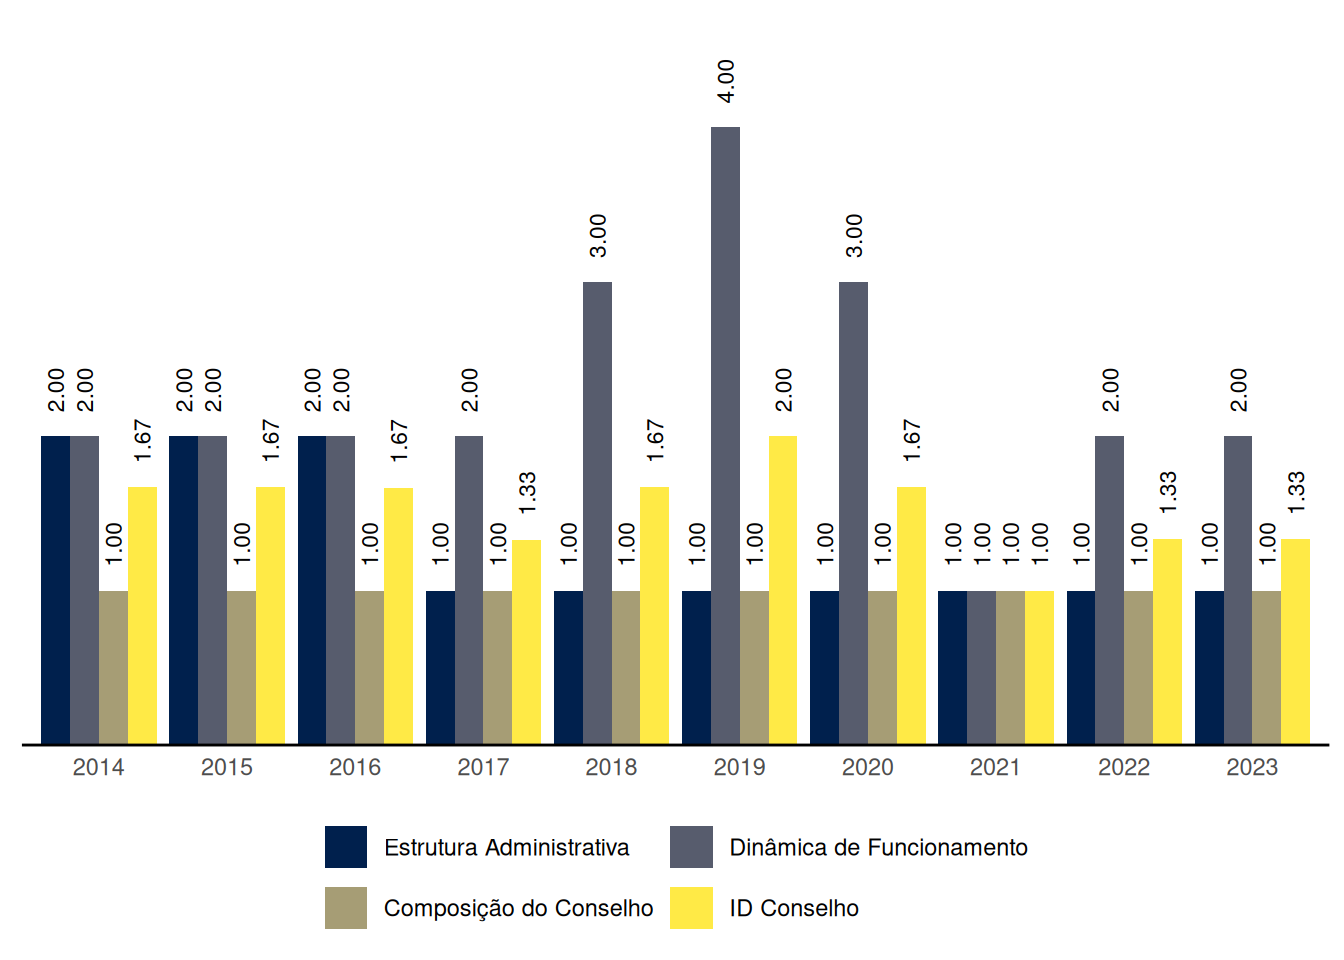 4.00
3.00 3.00
2.00 2.00 2.00 2.00 2.00 2.00 2.00 2.00 2.00 2.00
1.67 1.67 1.67 1.67 1.67
1.33 1.33 1.33
1.00 1.00 1.00 1.00 1.00 1.00 1.00 1.00 1.00 1.00 1.00 1.00 1.00 1.00 1.00 1.00 1.00 1.00 1.00
2014 2015 2016 2017 2018 2019 2020 2021 2022 2023
Estrutura Administrativa Dinâmica de Funcionamento
Composição do Conselho ID Conselho